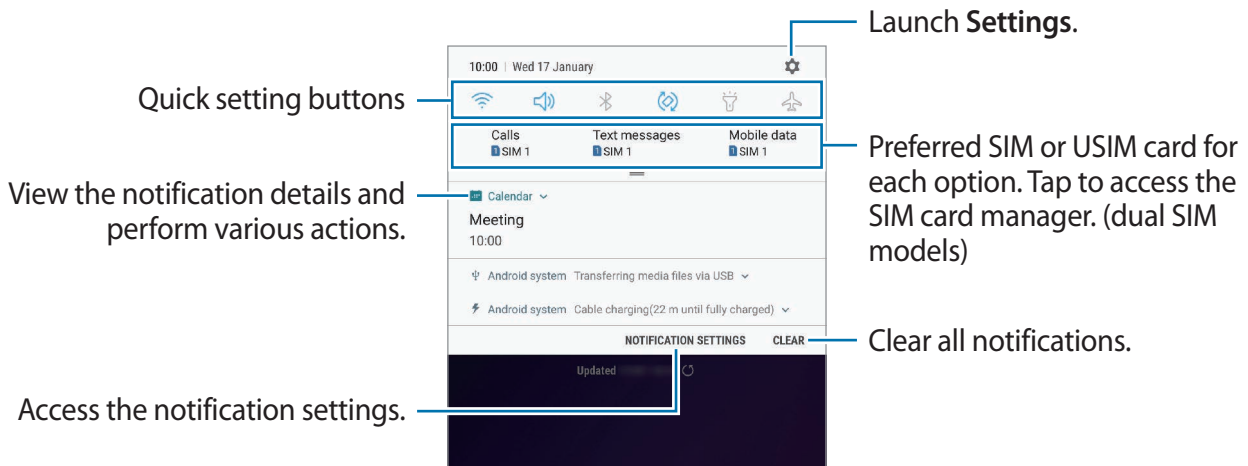 Launch Settings.
10:00 | Wed 17 January
Quick setting buttons
Calls Text messages Mobile data
1 SIM 1 1 SIM 1 1 SIM 1
Preferred SIM or USIM card for
each option. Tap to access the
SIM card manager. (dual SIM
models)
View the notification details and
perform various actions.
Calendar
Meeting
10:00
Android system Transferring media files via USB
Android system Cable charging(22 m until fully charged)
NOTIFICATION SETTINGS CLEAR
Clear all notifications.
Updated
Access the notification settings.